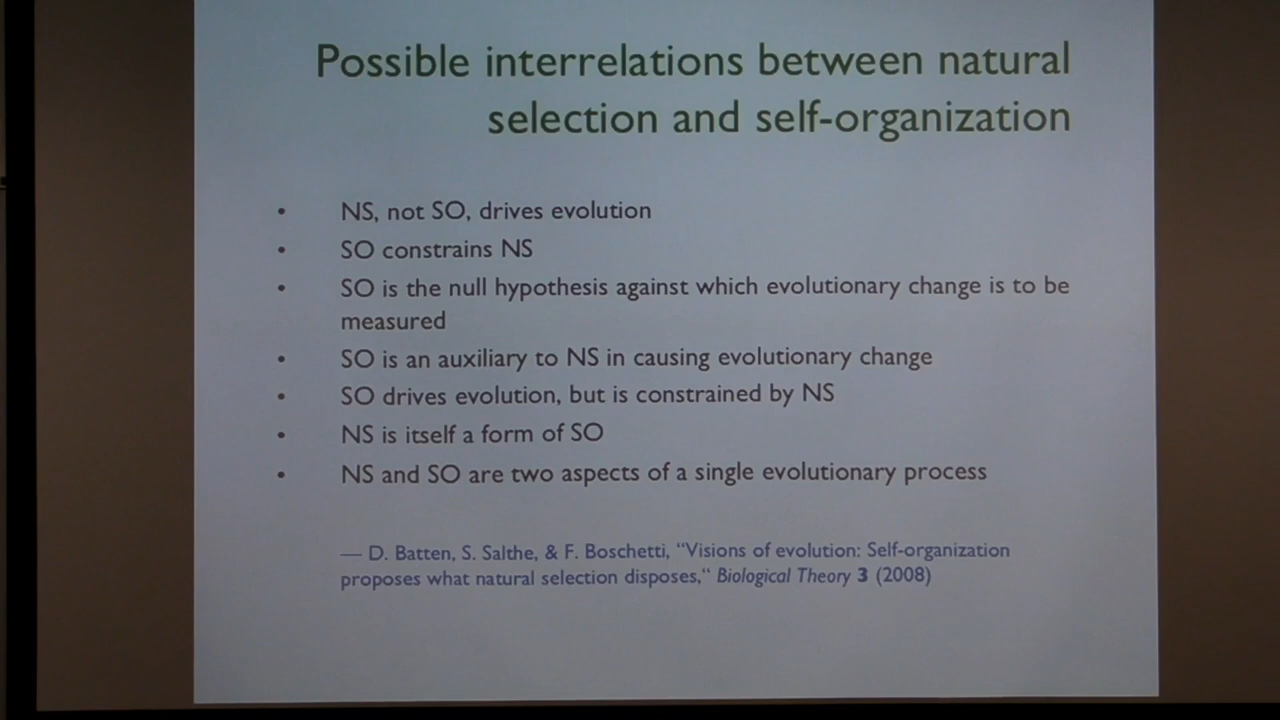 Possible interrelations between natural
selection and self-organization
• NS, not SO, drives evolution
• SO constrains NS
• SO is the null hypothesis against which evolutionary change is to be
measured
• SO is an auxiliary to NS in causing evolutionary change
• SO drives evolution, but is constrained by NS
• NS is itself a form of SO
• NS and SO are two aspects of a single evolutionary process
— D. Batten, S. Salthe, & F. Boschetti, “Visions of evolution: Self-organization
proposes what natural selection disposes,“ Biological Theory 3 (2008)